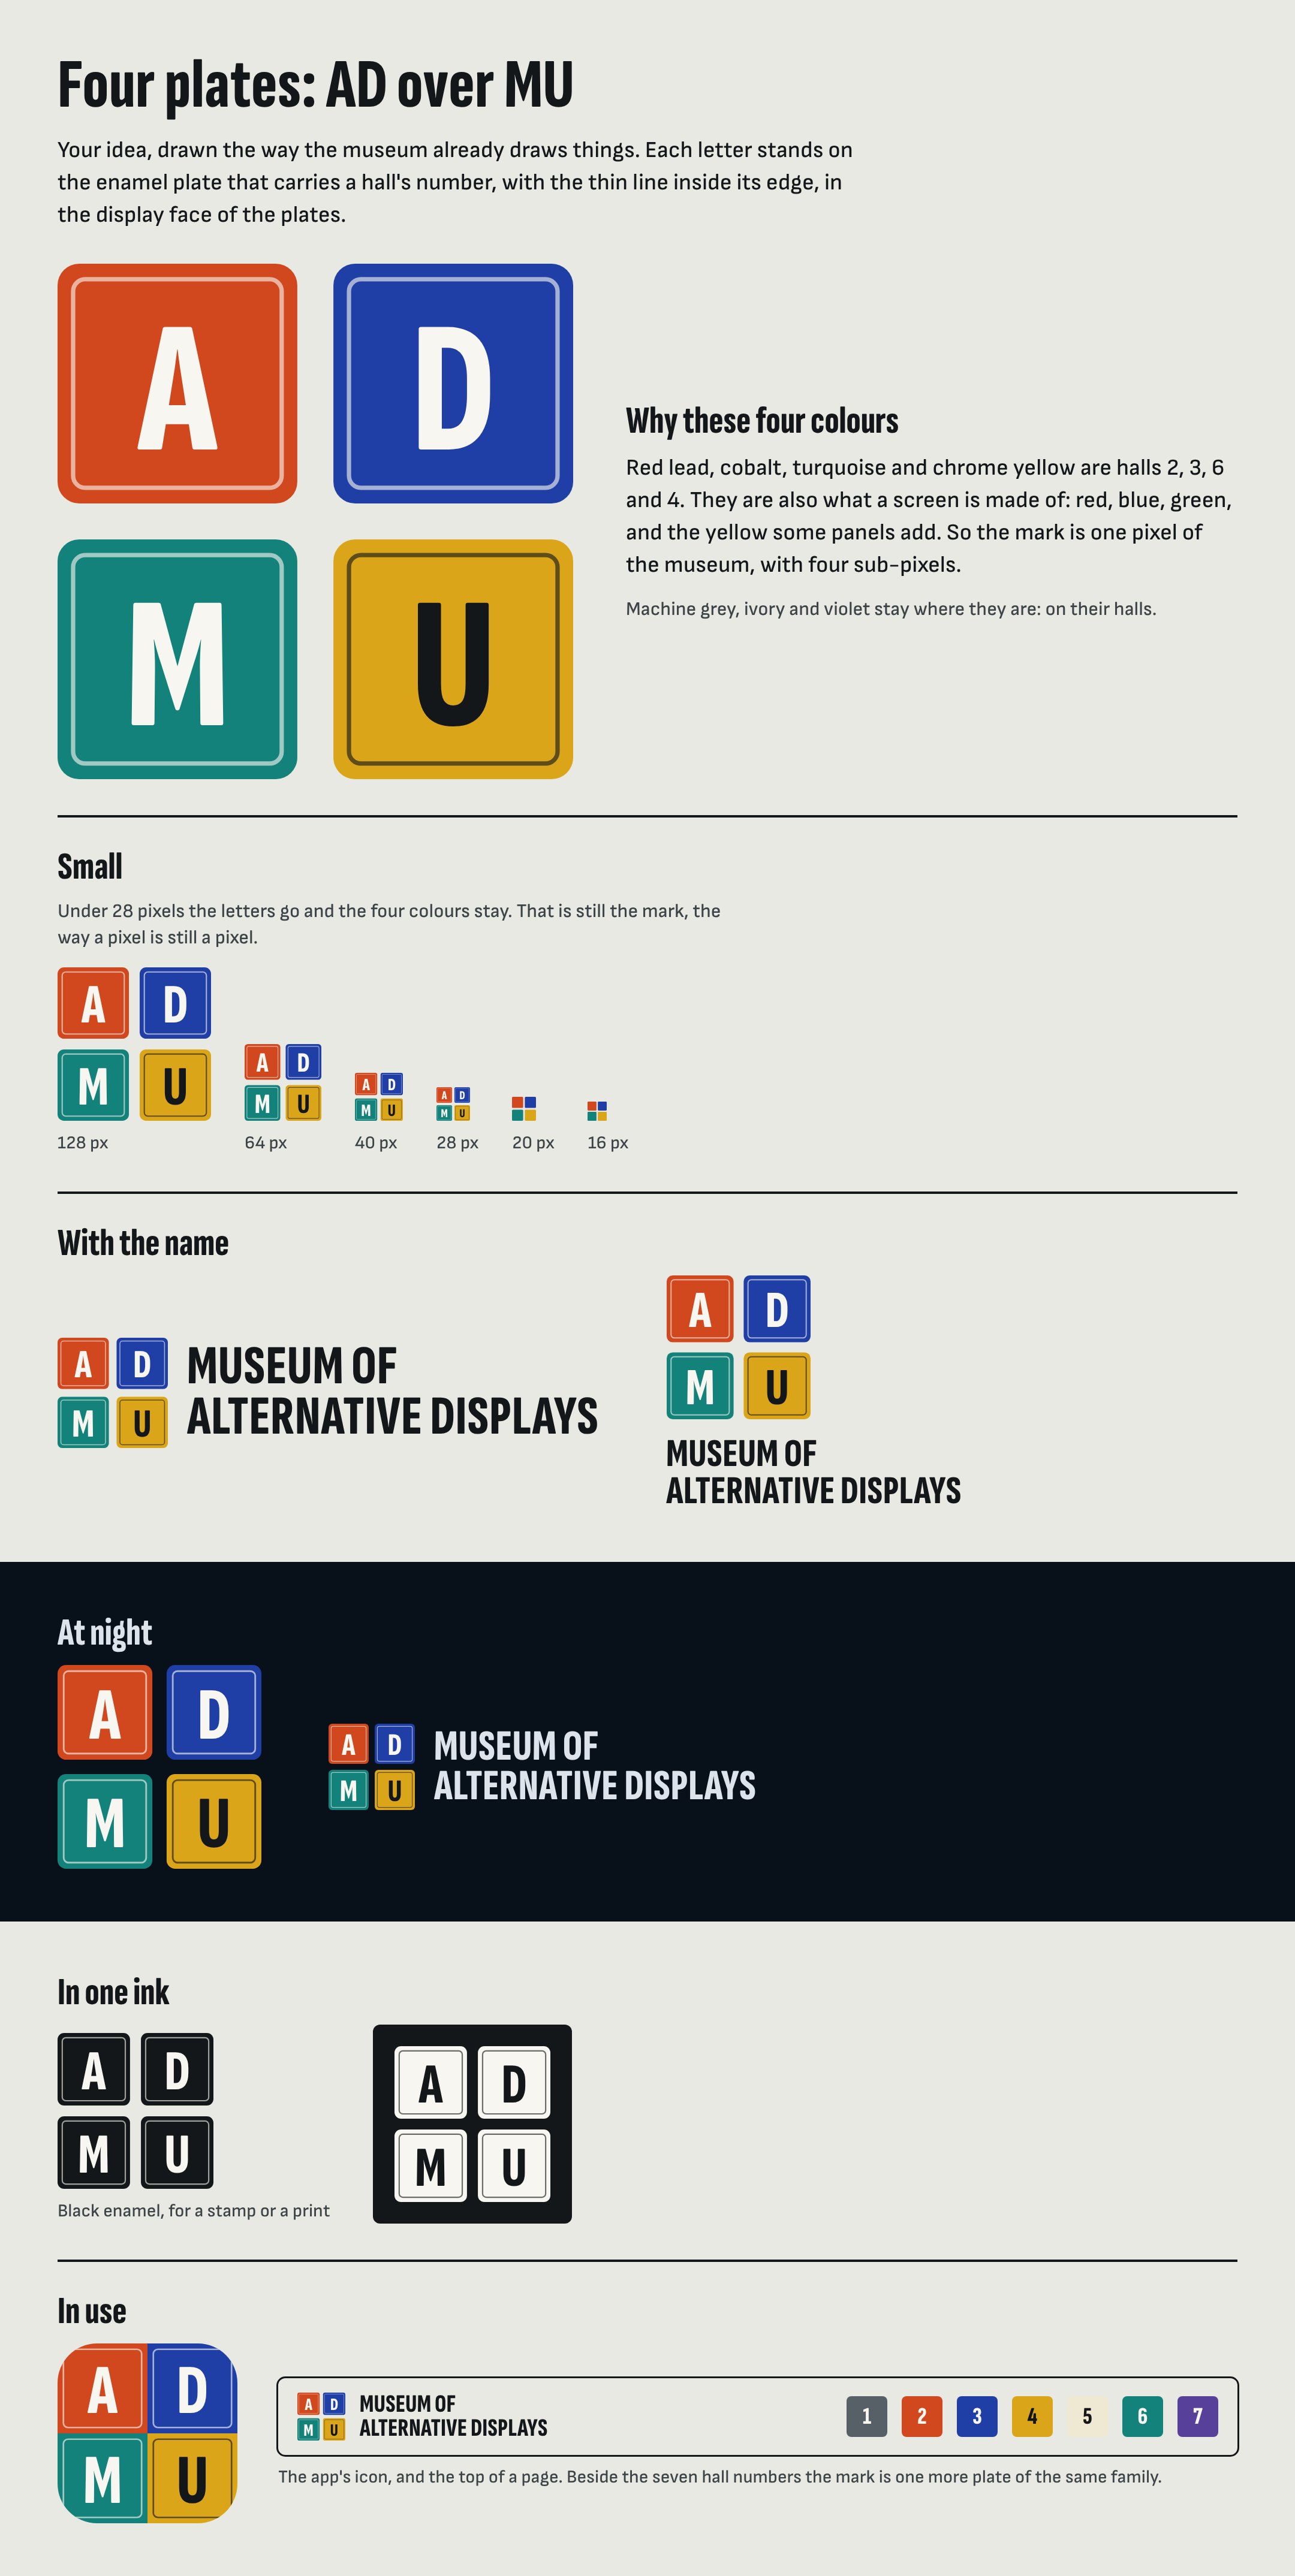 Four plates: AD over MU
Your idea, drawn the way the museum already draws things. Each letter stands on
the enamel plate that carries a hall's number, with the thin line inside its edge, in
the display face of the plates.
A D
M U
Why these four colours
Red lead, cobalt, turquoise and chrome yellow are halls 2, 3, 6
and 4. They are also what a screen is made of: red, blue, green,
and the yellow some panels add. So the mark is one pixel of
the museum, with four sub-pixels.
Machine grey, ivory and violet stay where they are: on their halls.
Small
Under 28 pixels the letters go and the four colours stay. That is still the mark, the
way a pixel is still a pixel.
A D
M U
128 px
A D
M U
64 px
A D
M U
40 px
A D
M U
28 px
20 px
16 px
With the name
A D
M U
MUSEUM OF
ALTERNATIVE DISPLAYS
A D
M U
MUSEUM OF
ALTERNATIVE DISPLAYS
At night
A D
M U
A D
M U
MUSEUM OF
ALTERNATIVE DISPLAYS
In one ink
A D
M U
Black enamel, for a stamp or a print
A D
M U
In use
A D
M U
A D
M U
MUSEUM OF
ALTERNATIVE DISPLAYS
1 2 3 4 5 6 7
The app's icon, and the top of a page. Beside the seven hall numbers the mark is one more plate of the same family.